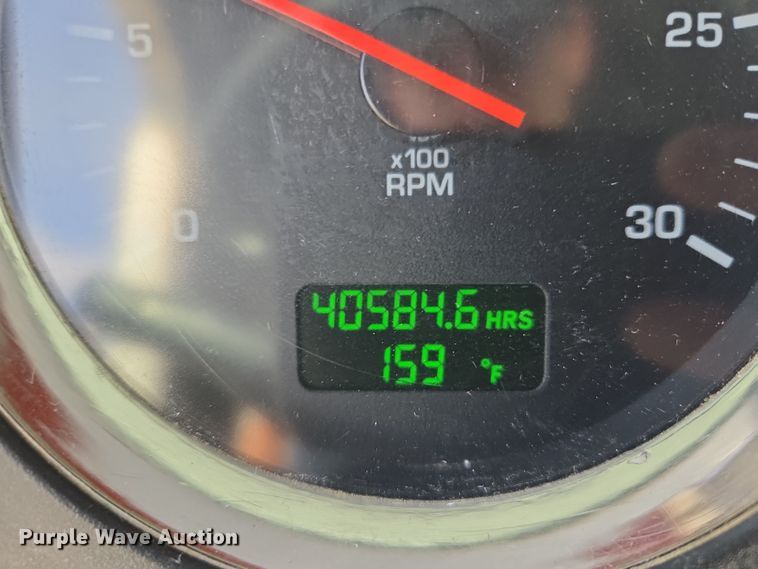 5
25
x100
RPM
0
30
40584.6 HRS
159 °F
Purple Wave Auction